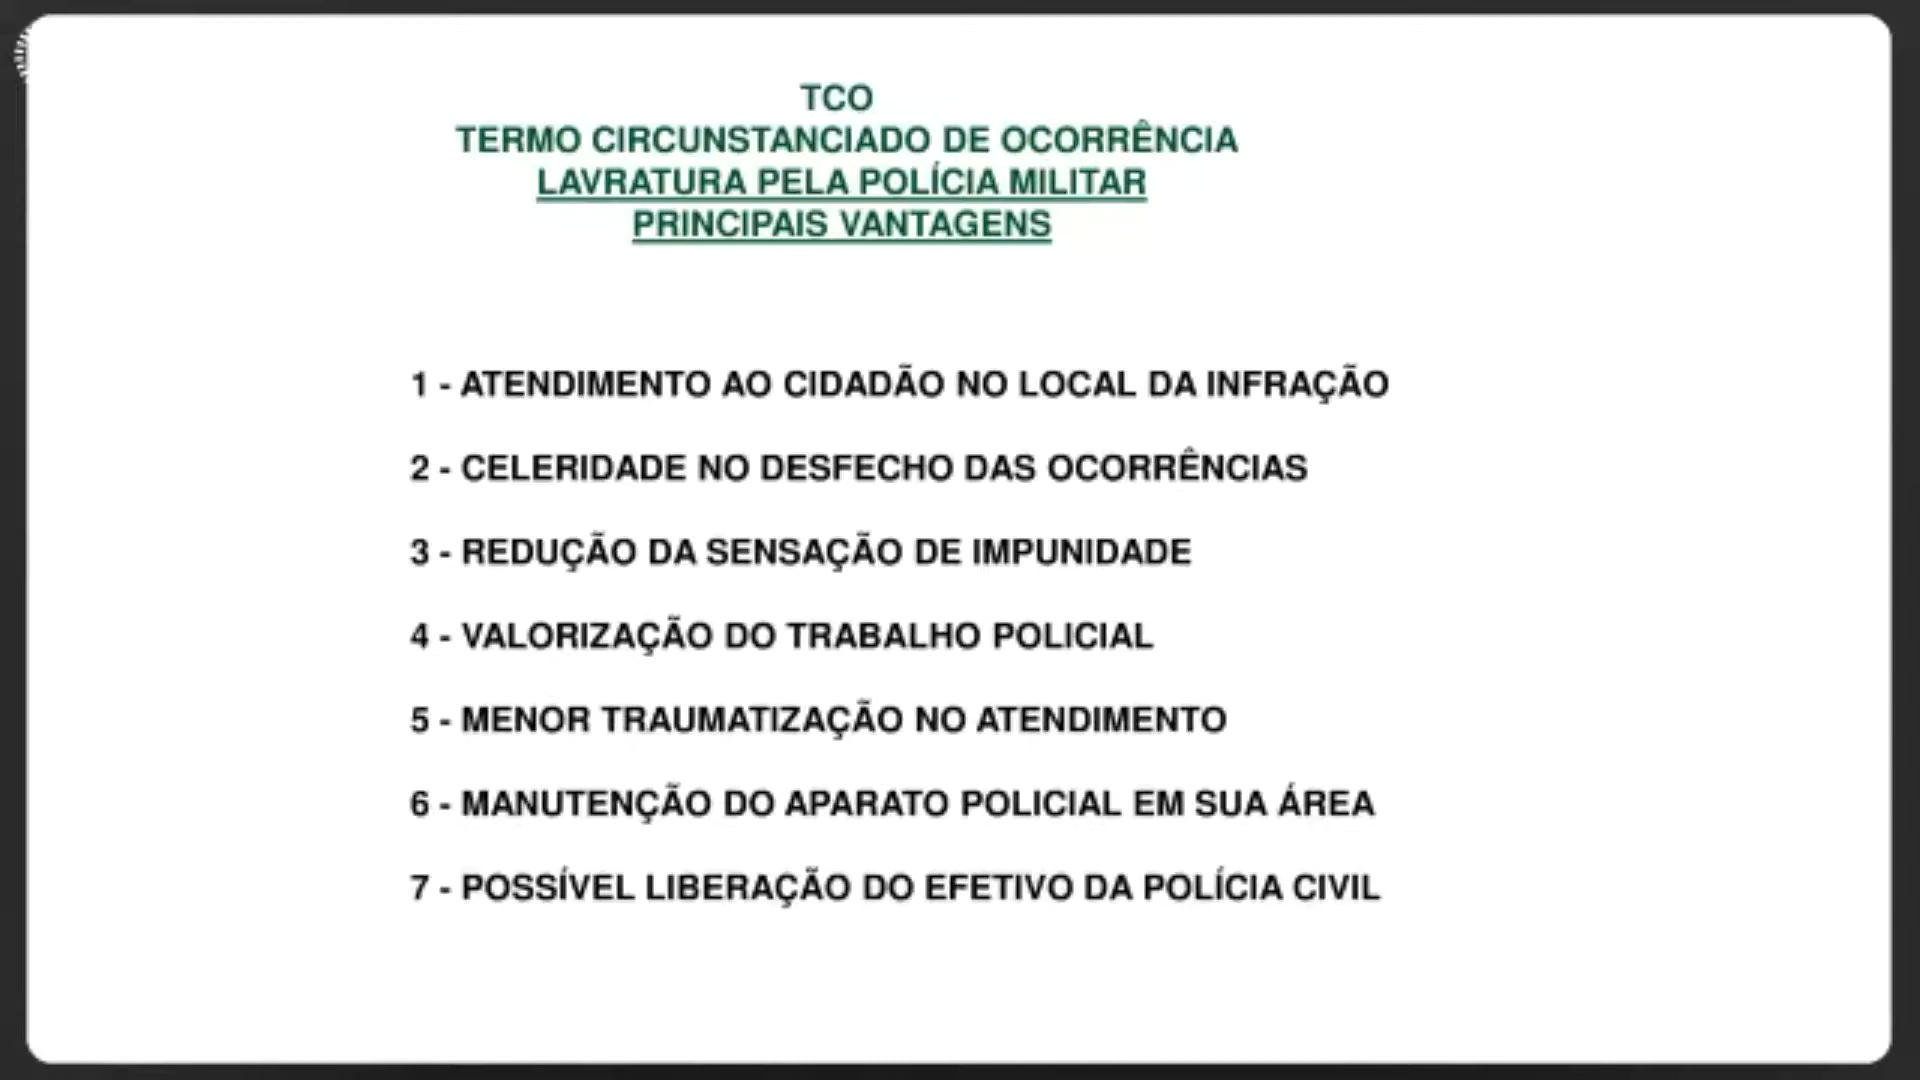 TCO
TERMO CIRCUNSTANCIADO DE OCORRÊNCIA
LAVRATURA PELA POLÍCIA MILITAR
PRINCIPAIS VANTAGENS
1 - ATENDIMENTO AO CIDADÃO NO LOCAL DA INFRAÇÃO
2 - CELERIDADE NO DESFECHO DAS OCORRÊNCIAS
3 - REDUÇÃO DA SENSAÇÃO DE IMPUNIDADE
4 - VALORIZAÇÃO DO TRABALHO POLICIAL
5 - MENOR TRAUMATIZAÇÃO NO ATENDIMENTO
6 - MANUTENÇÃO DO APARATO POLICIAL EM SUA ÁREA
7 - POSSÍVEL LIBERAÇÃO DO EFETIVO DA POLÍCIA CIVIL